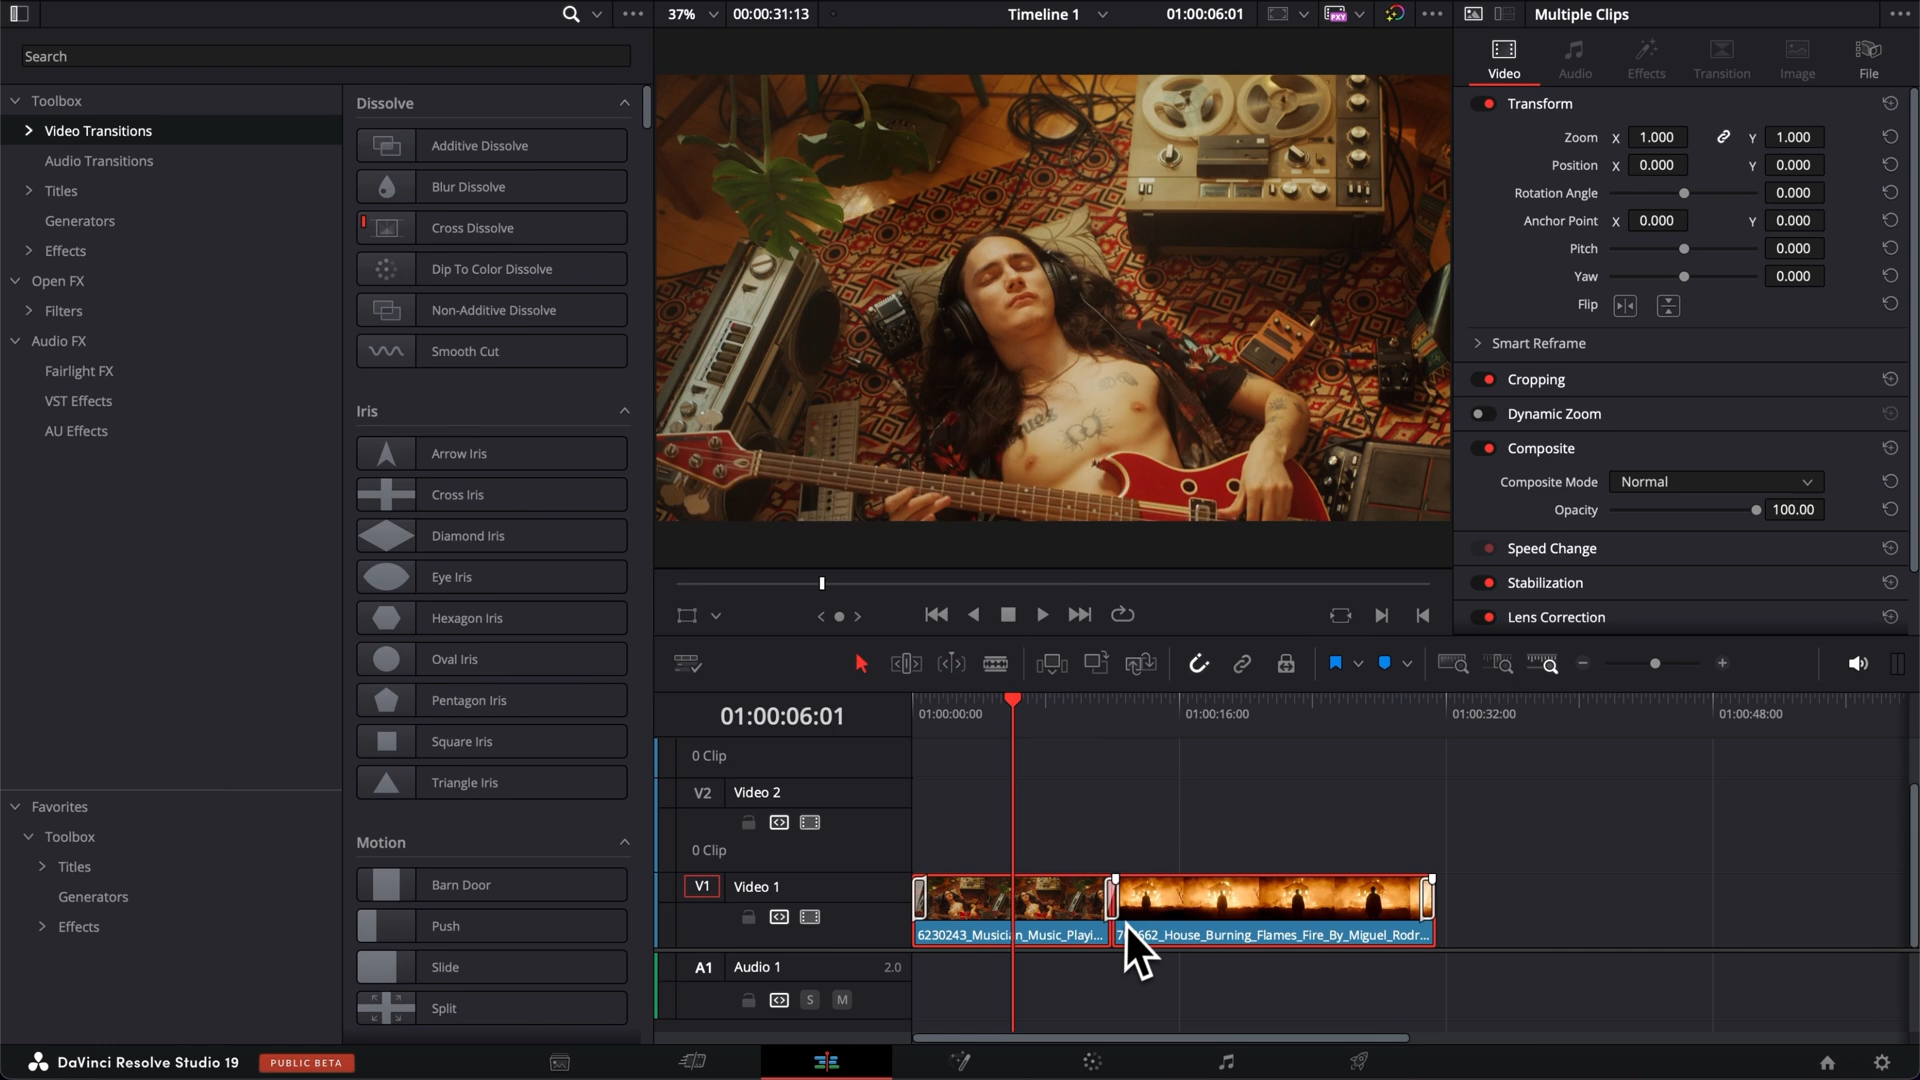 37%
00:00:31:13
Timeline 1
01:00:06:01
PXY
Multiple Clips
Search
Video
Audio
Effects
Transition
Image
File
Toolbox
Video Transitions
Audio Transitions
Titles
Generators
Effects
Open FX
Filters
Audio FX
Fairlight FX
VST Effects
AU Effects
Favorites
Toolbox
Titles
Generators
Effects
Dissolve
Additive Dissolve
Blur Dissolve
Cross Dissolve
Dip To Color Dissolve
Non-Additive Dissolve
Smooth Cut
Iris
Arrow Iris
Cross Iris
Diamond Iris
Eye Iris
Hexagon Iris
Oval Iris
Pentagon Iris
Square Iris
Triangle Iris
Motion
Barn Door
Push
Slide
Split
Transform
Zoom X 1.000 Y 1.000
Position X 0.000 Y 0.000
Rotation Angle 0.000
Anchor Point X 0.000 Y 0.000
Pitch 0.000
Yaw 0.000
Flip
Smart Reframe
Cropping
Dynamic Zoom
Composite
Composite Mode Normal
Opacity 100.00
Speed Change
Stabilization
Lens Correction
01:00:06:01
01:00:00:00
01:00:16:00
01:00:32:00
01:00:48:00
0 Clip
V2 Video 2
0 Clip
V1 Video 1
6230243_Musician_Music_Playi...
662_House_Burning_Flames_Fire_By_Miguel_Rodr...
A1 Audio 1 2.0
S M
DaVinci Resolve Studio 19
PUBLIC BETA